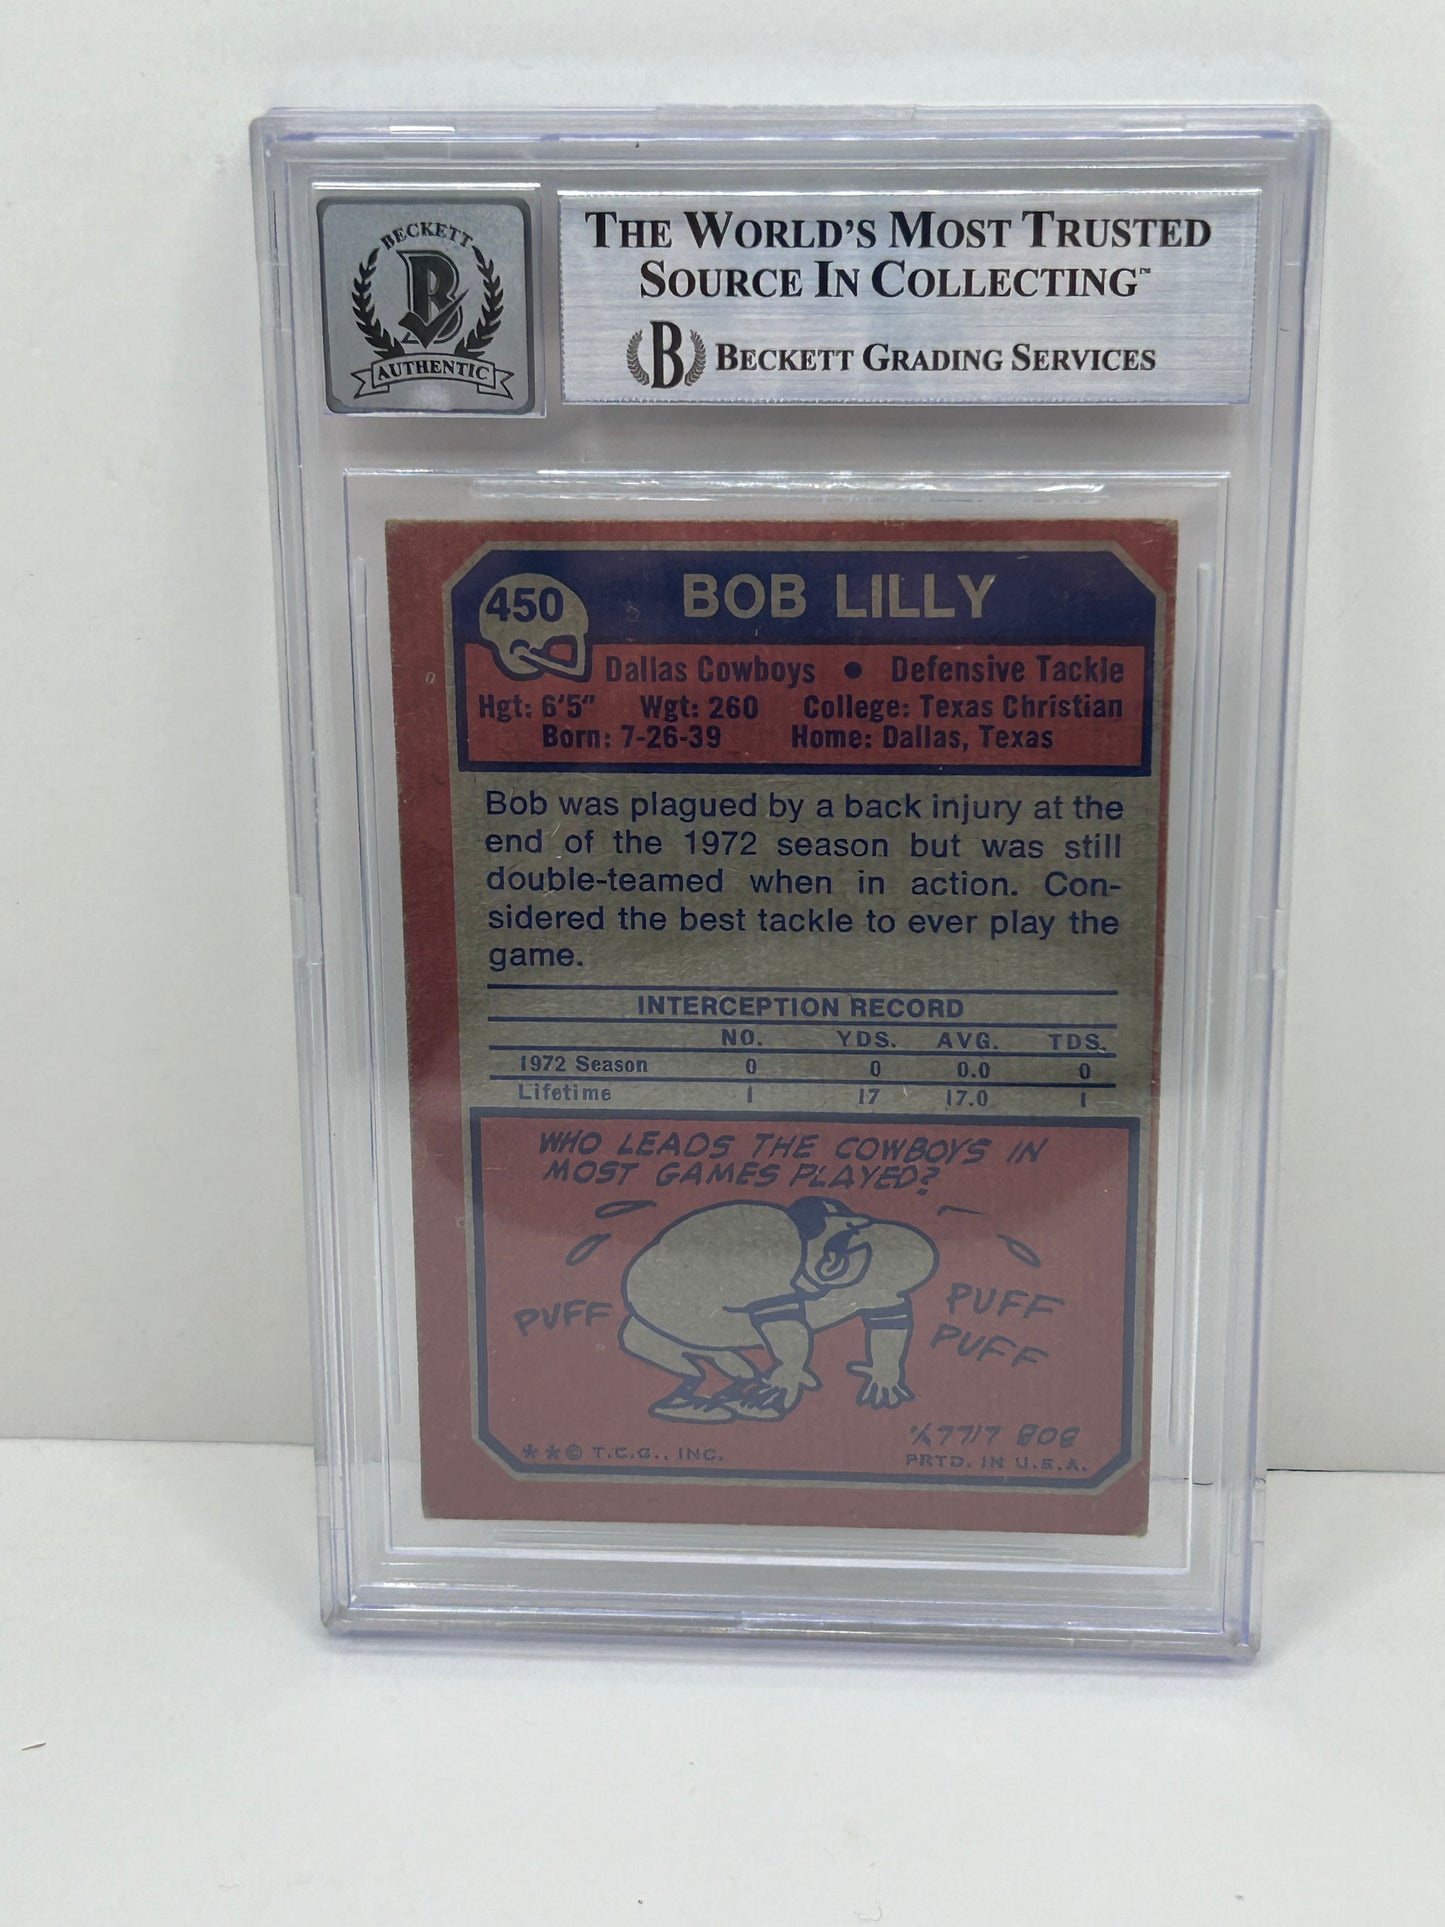 BECKETT
B
AUTHENTIC
THE WORLD'S MOST TRUSTED
SOURCE IN COLLECTING™
B BECKETT GRADING SERVICES
450
BOB LILLY
Dallas Cowboys • Defensive Tackle
Hgt: 6'5" Wgt: 260 College: Texas Christian
Born: 7-26-39 Home: Dallas, Texas
Bob was plagued by a back injury at the
end of the 1972 season but was still
double-teamed when in action. Con-
sidered the best tackle to ever play the
game.
INTERCEPTION RECORD
NO. YDS. AVG. TDS.
1972 Season 0 0 0.0 0
Lifetime 1 17 17.0 1
WHO LEADS THE COWBOYS IN
MOST GAMES PLAYED?
PUFF
PUFF
PUFF
BOB LILLY
**© T.C.G., INC.
PRTD. IN U.S.A.